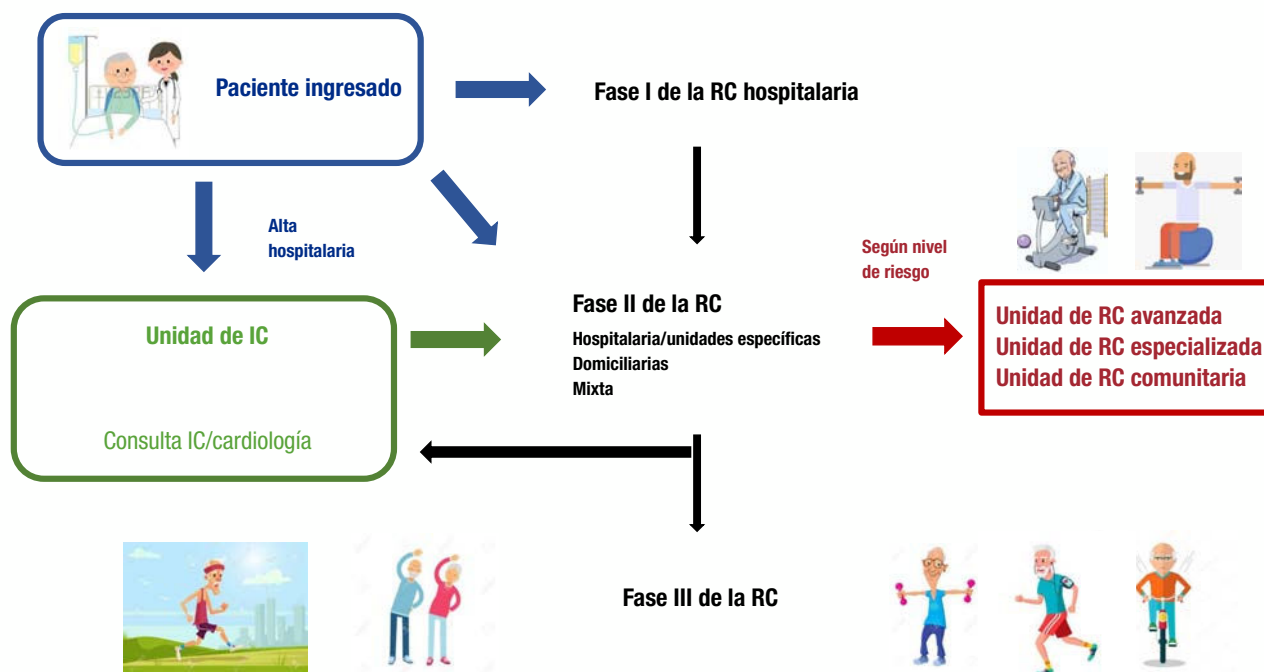 Paciente ingresado
Fase I de la RC hospitalaria
Alta
hospitalaria
Según nivel
de riesgo
Unidad de IC
Consulta IC/cardiología
Fase II de la RC
Hospitalaria/unidades específicas
Domiciliarias
Mixta
Unidad de RC avanzada
Unidad de RC especializada
Unidad de RC comunitaria
Fase III de la RC